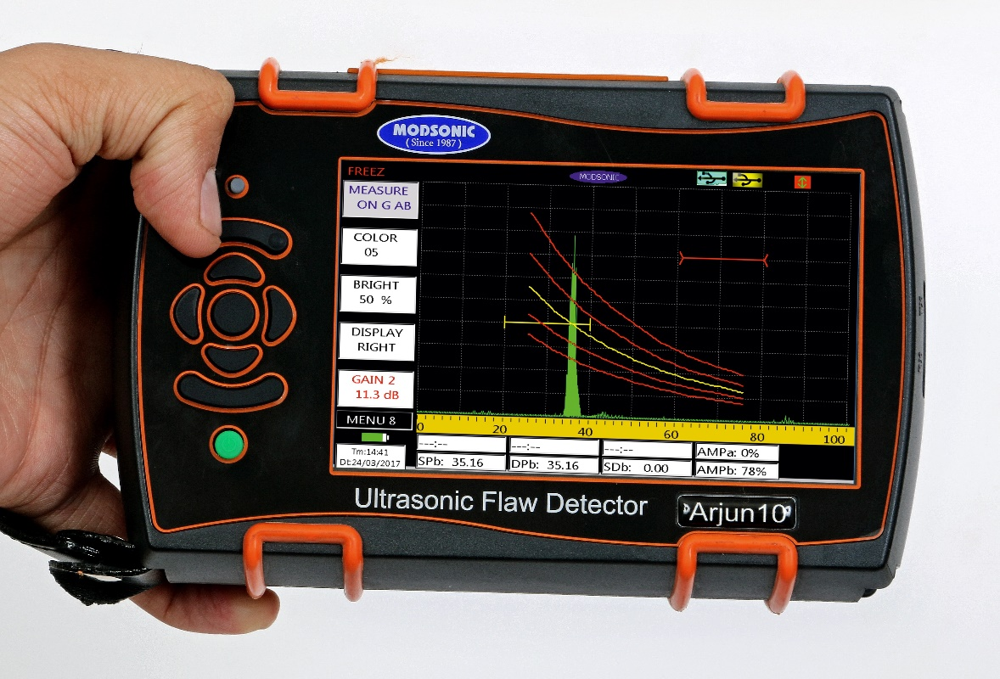 MODSONIC
(Since 1987)
FREEZ
MODSONIC
MEASURE
ON G AB
COLOR
05
BRIGHT
50 %
DISPLAY
RIGHT
GAIN 2
11.3 dB
MENU 8
0 20 40 60 80 100
---:-- ---:-- ---:-- AMPa: 0%
SPb: 35.16 DPb: 35.16 SDb: 0.00 AMPb: 78%
Tm:14:41
Dt:24/03/2017
Ultrasonic Flaw Detector
Arjun10